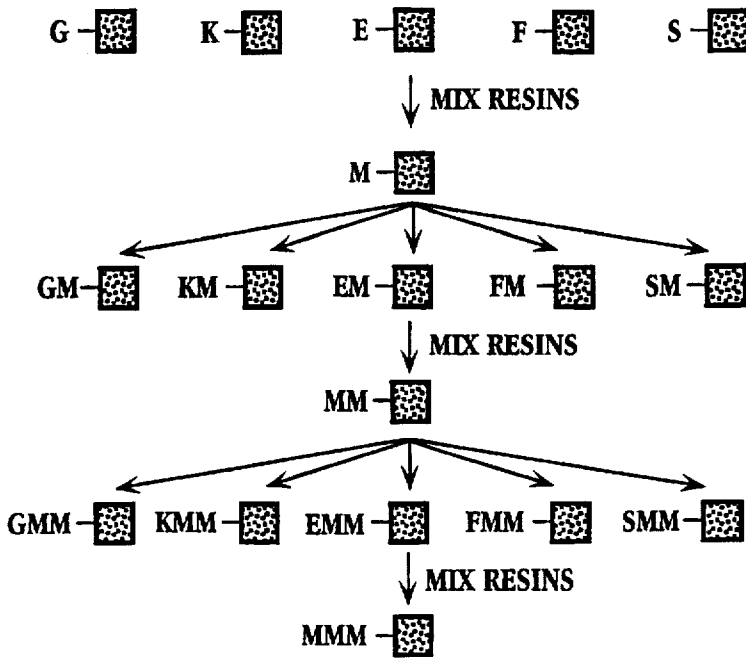 G K E F S
MIX RESINS
M
GM KM EM FM SM
MIX RESINS
MM
GMM KMM EMM FMM SMM
MIX RESINS
MMM